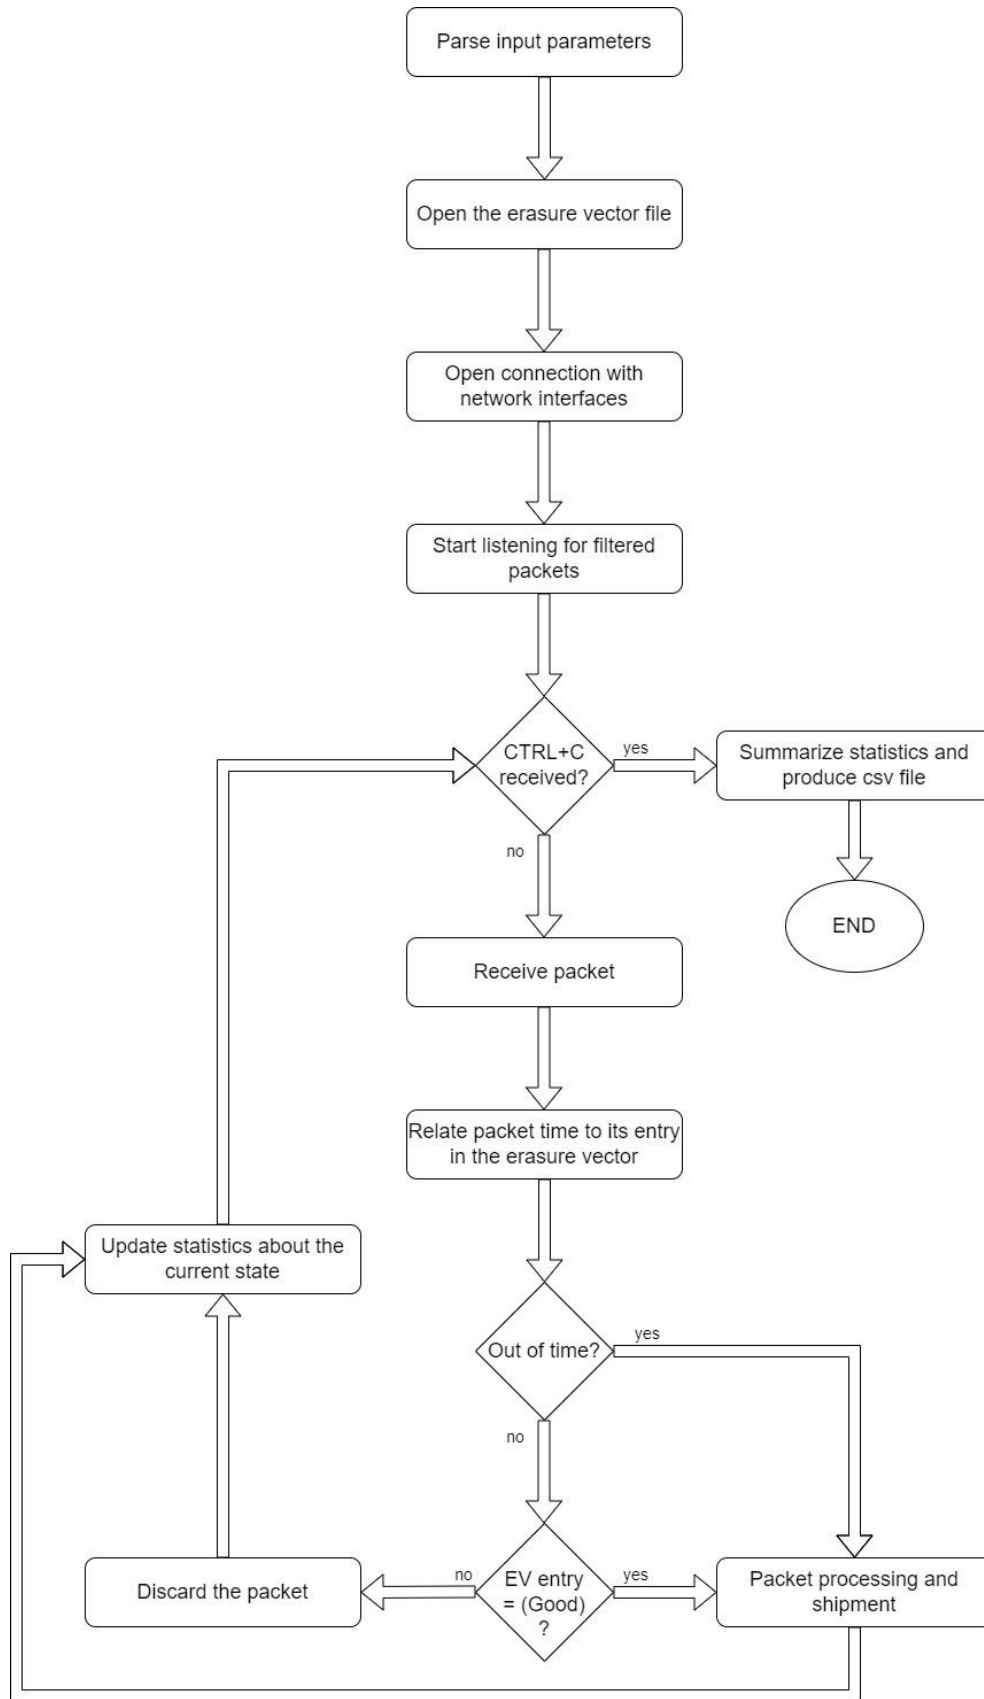 Parse input parameters
Open the erasure vector file
Open connection with
network interfaces
Start listening for filtered
packets
CTRL+C
received?
yes
Summarize statistics and
produce csv file
no
END
Receive packet
Relate packet time to its entry
in the erasure vector
Update statistics about the
current state
Out of time?
yes
no
Discard the packet
no
EV entry
= (Good)
?
yes
Packet processing and
shipment